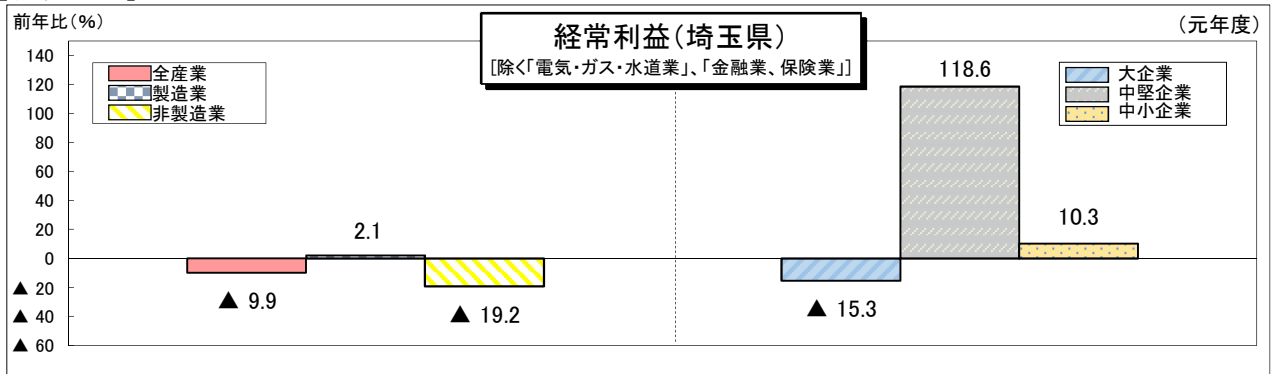 前年比(%)
経常利益(埼玉県)
[除く「電気・ガス・水道業」、「金融業、保険業」]
(元年度)
140
120
100
80
60
40
20
0
▲ 20
▲ 40
▲ 60
全産業
製造業
非製造業
大企業
中堅企業
中小企業
▲ 9.9
2.1
▲ 19.2
▲ 15.3
118.6
10.3